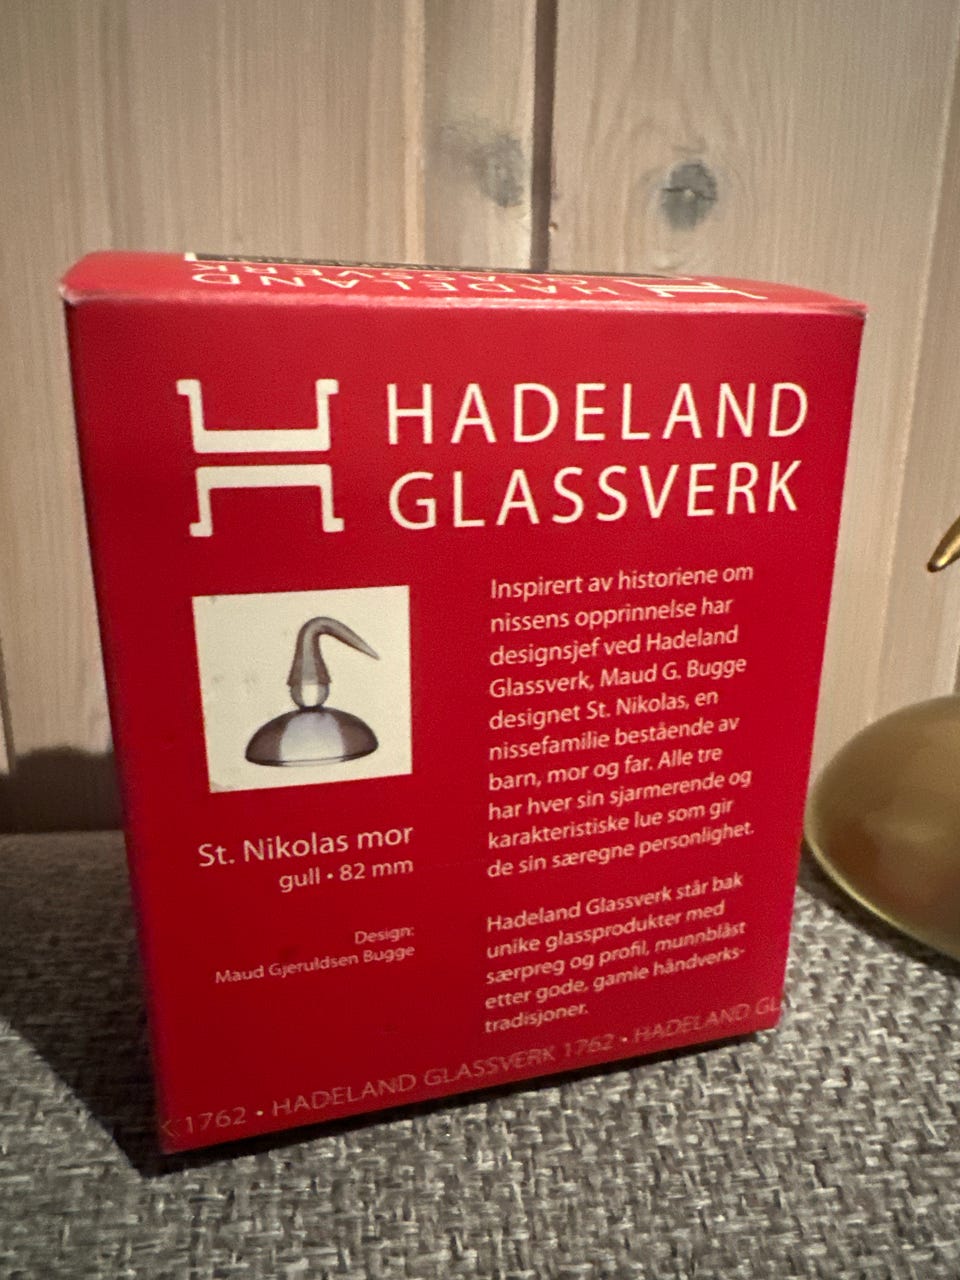 HADELAND
GLASSVERK
HADELAND
GLASSVERK
Inspirert av historiene om
nissens opprinnelse har
designsjef ved Hadeland
Glassverk, Maud G. Bugge
designet St. Nikolas, en
nissefamilie bestående av
barn, mor og far. Alle tre
har hver sin sjarmerende og
karakteristiske lue som gir
de sin særegne personlighet.
St. Nikolas mor
gull • 82 mm
Design:
Maud Gjeruldsen Bugge
Hadeland Glassverk står bak
unike glassprodukter med
særpreg og profil, munnblåst
etter gode, gamle håndverks-
tradisjoner.
K 1762 • HADELAND GLASSVERK 1762 • HADELAND GL